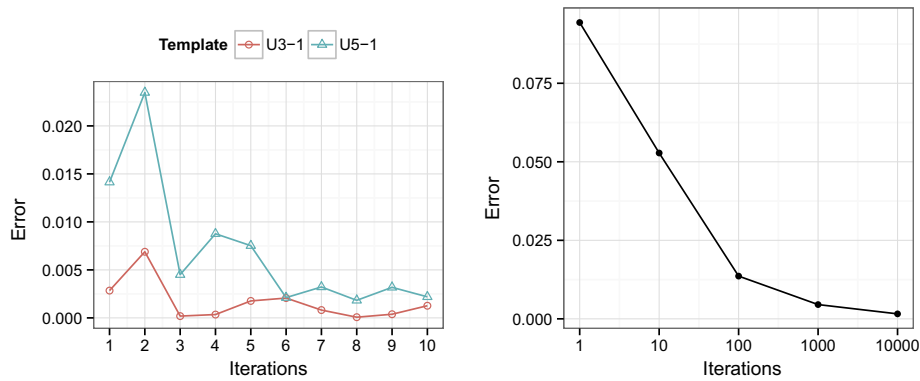 Template U3−1 U5−1
0.020
0.015
0.010
0.005
0.000
Error
1 2 3 4 5 6 7 8 9 10
Iterations
0.075
0.050
0.025
0.000
Error
1 10 100 1000 10000
Iterations